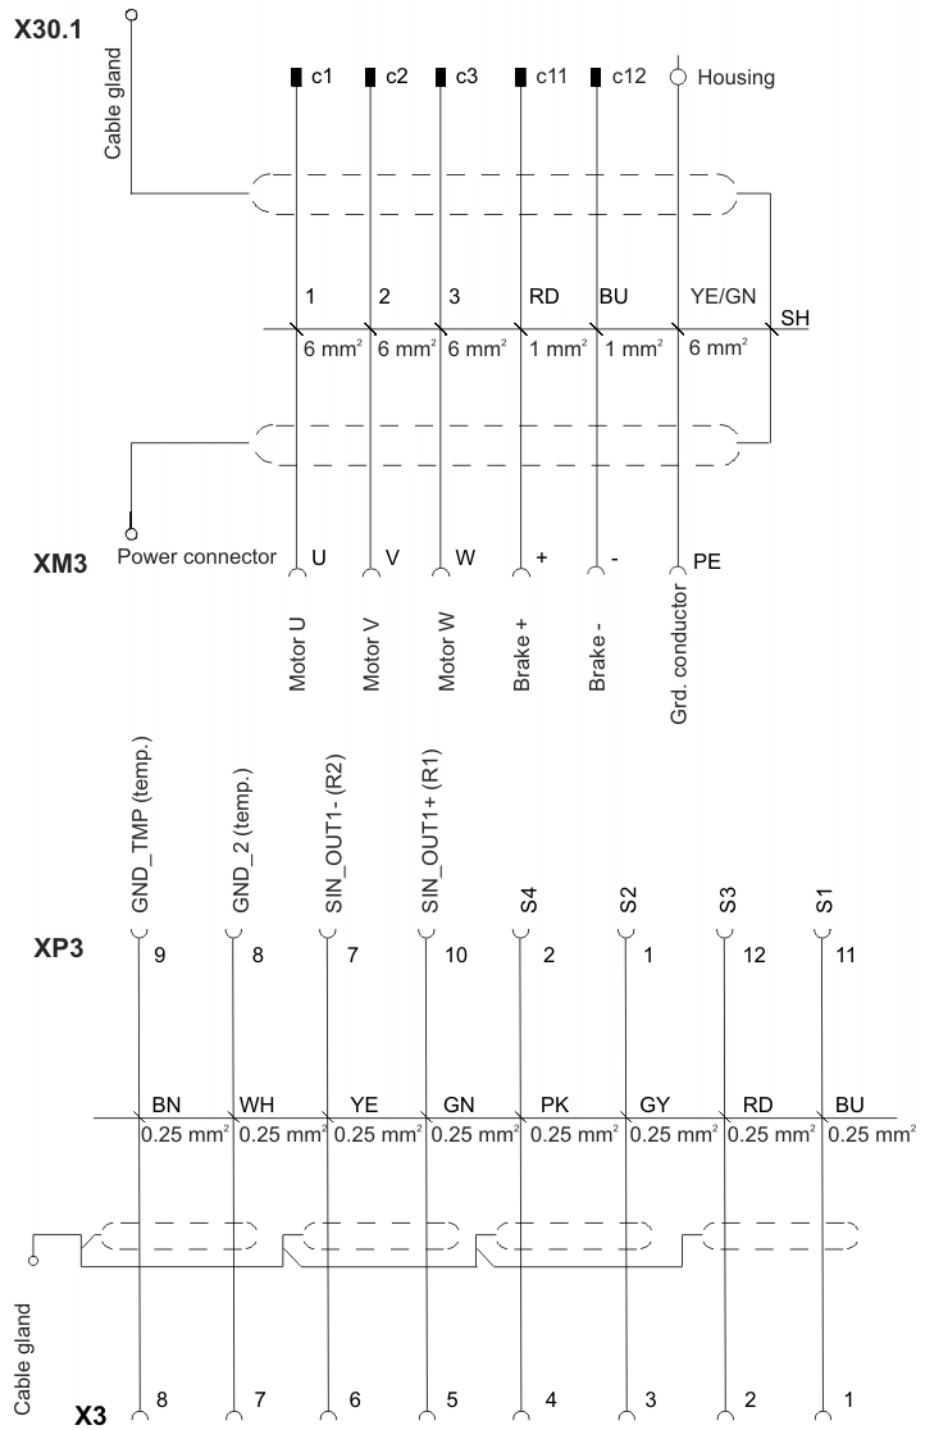 X30.1
Cable gland
c1 c2 c3 c11 c12 Housing
1 2 3 RD BU YE/GN
SH
6 mm² 6 mm² 6 mm² 1 mm² 1 mm² 6 mm²
XM3
Power connector
U V W + - PE
Motor U
Motor V
Motor W
Brake +
Brake -
Grd. conductor
GND_TMP (temp.)
GND_2 (temp.)
SIN_OUT1- (R2)
SIN_OUT1+ (R1)
S4
S2
S3
S1
XP3
9 8 7 10 2 1 12 11
BN WH YE GN PK GY RD BU
0.25 mm² 0.25 mm² 0.25 mm² 0.25 mm² 0.25 mm² 0.25 mm² 0.25 mm² 0.25 mm²
Cable gland
X3
8 7 6 5 4 3 2 1